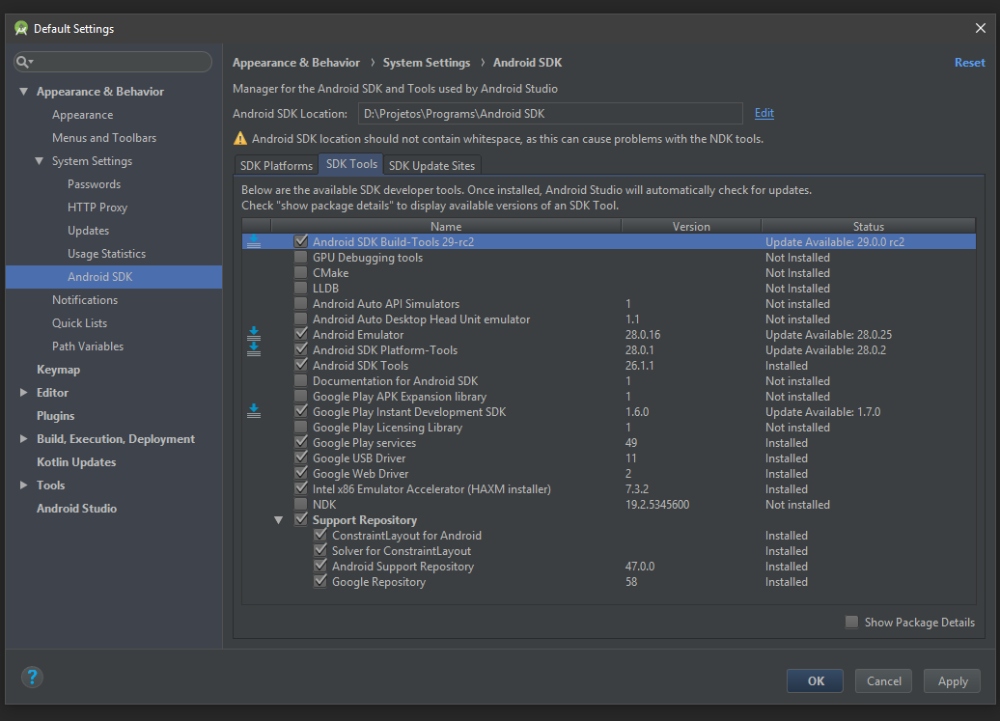 Default Settings
Appearance & Behavior
Appearance
Menus and Toolbars
System Settings
Passwords
HTTP Proxy
Updates
Usage Statistics
Android SDK
Notifications
Quick Lists
Path Variables
Keymap
Editor
Plugins
Build, Execution, Deployment
Kotlin Updates
Tools
Android Studio
Appearance & Behavior › System Settings › Android SDK Reset
Manager for the Android SDK and Tools used by Android Studio
Android SDK Location: D:\Projetos\Programs\Android SDK Edit
Android SDK location should not contain whitespace, as this can cause problems with the NDK tools.
SDK Platforms SDK Tools SDK Update Sites
Below are the available SDK developer tools. Once installed, Android Studio will automatically check for updates.
Check "show package details" to display available versions of an SDK Tool.
Name Version Status
Android SDK Build-Tools 29-rc2 Update Available: 29.0.0 rc2
GPU Debugging tools Not Installed
CMake Not Installed
LLDB Not Installed
Android Auto API Simulators 1 Not installed
Android Auto Desktop Head Unit emulator 1.1 Not installed
Android Emulator 28.0.16 Update Available: 28.0.25
Android SDK Platform-Tools 28.0.1 Update Available: 28.0.2
Android SDK Tools 26.1.1 Installed
Documentation for Android SDK 1 Not installed
Google Play APK Expansion library 1 Not installed
Google Play Instant Development SDK 1.6.0 Update Available: 1.7.0
Google Play Licensing Library 1 Not installed
Google Play services 49 Installed
Google USB Driver 11 Installed
Google Web Driver 2 Installed
Intel x86 Emulator Accelerator (HAXM installer) 7.3.2 Installed
NDK 19.2.5345600 Not installed
Support Repository
ConstraintLayout for Android Installed
Solver for ConstraintLayout Installed
Android Support Repository 47.0.0 Installed
Google Repository 58 Installed
Show Package Details
? OK Cancel Apply